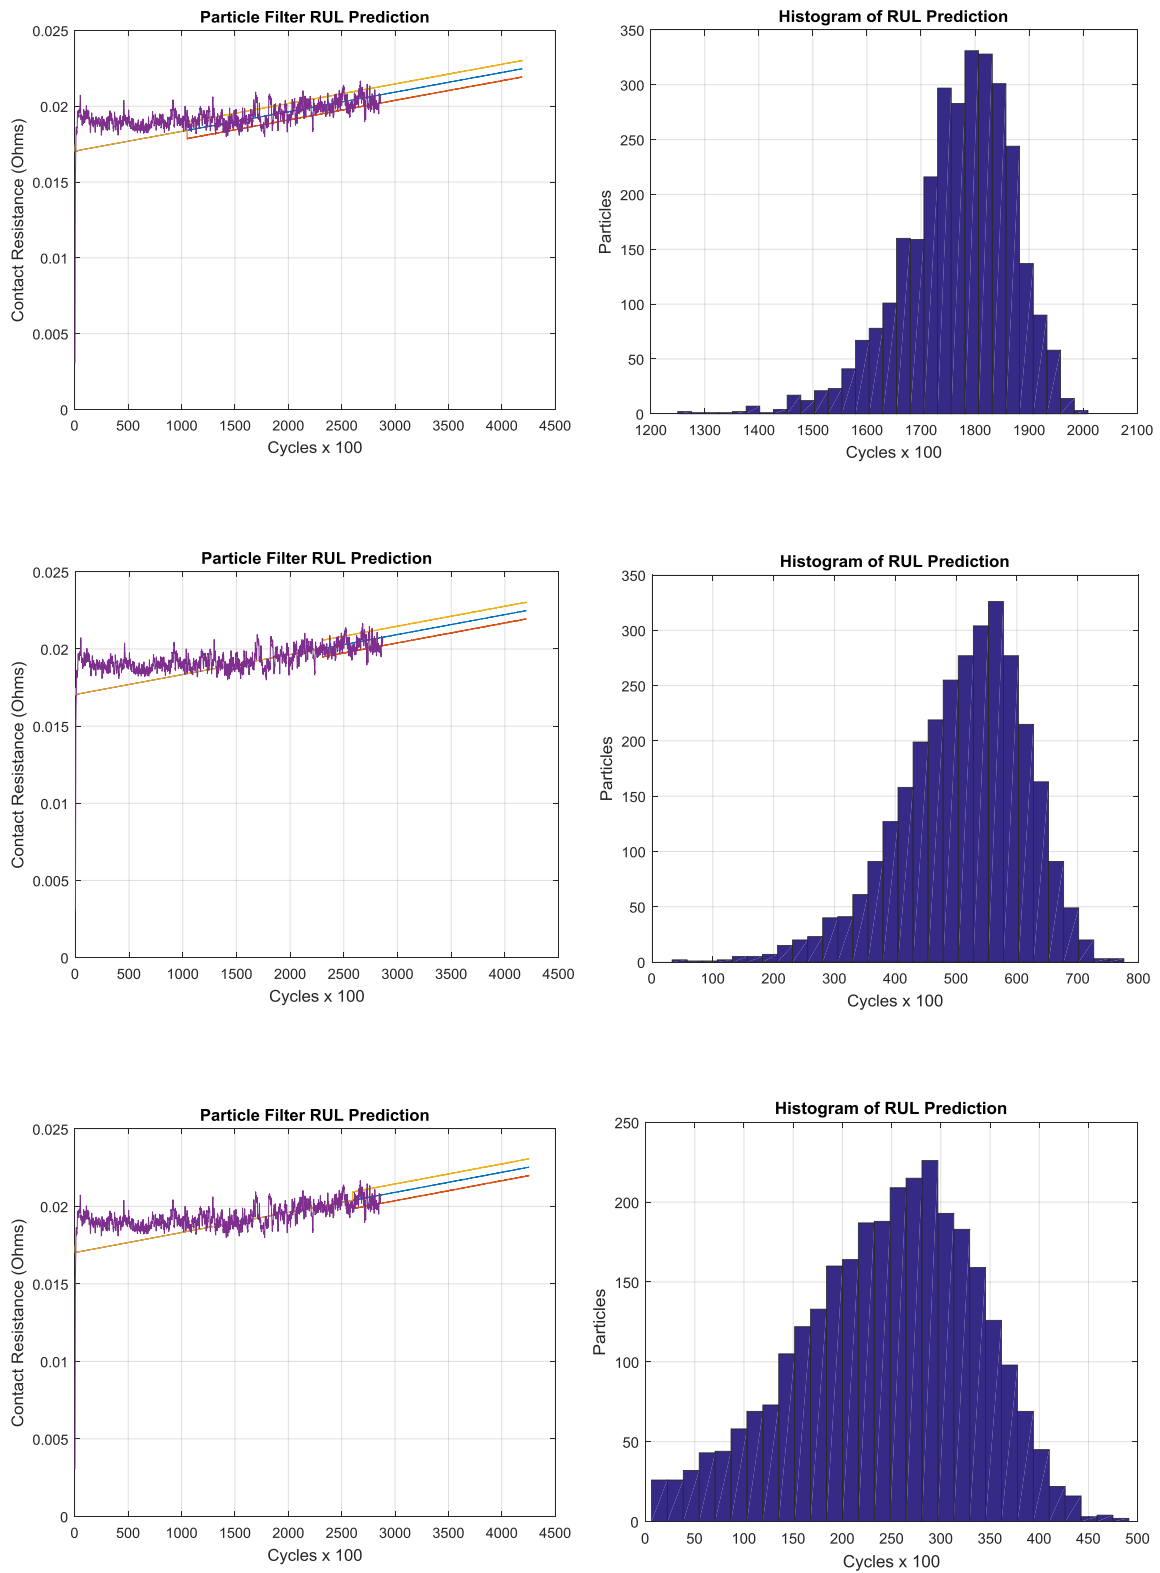 Particle Filter RUL Prediction
0.025
0.02
0.015
0.01
0.005
0
Contact Resistance (Ohms)
0 500 1000 1500 2000 2500 3000 3500 4000 4500
Cycles x 100
Histogram of RUL Prediction
350
300
250
200
150
100
50
0
Particles
1200 1300 1400 1500 1600 1700 1800 1900 2000 2100
Cycles x 100
Particle Filter RUL Prediction
0.025
0.02
0.015
0.01
0.005
0
Contact Resistance (Ohms)
0 500 1000 1500 2000 2500 3000 3500 4000 4500
Cycles x 100
Histogram of RUL Prediction
350
300
250
200
150
100
50
0
Particles
0 100 200 300 400 500 600 700 800
Cycles x 100
Particle Filter RUL Prediction
0.025
0.02
0.015
0.01
0.005
0
Contact Resistance (Ohms)
0 500 1000 1500 2000 2500 3000 3500 4000 4500
Cycles x 100
Histogram of RUL Prediction
250
200
150
100
50
0
Particles
0 50 100 150 200 250 300 350 400 450 500
Cycles x 100